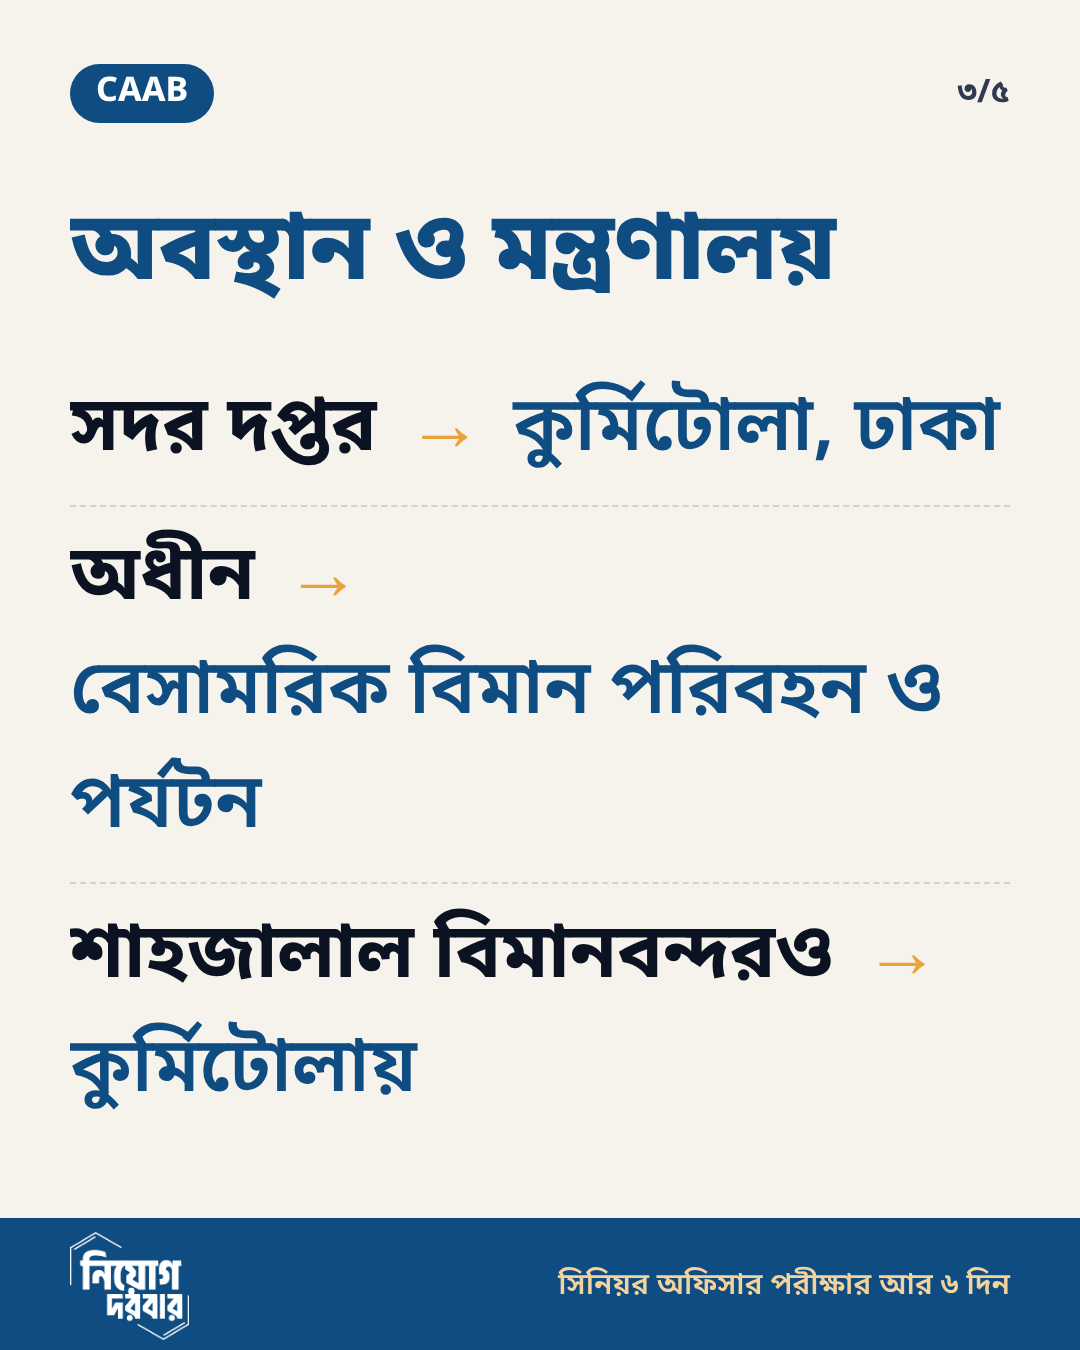 CAAB
৩/৫
অবস্থান ও মন্ত্রণালয়
সদর দপ্তর → কুর্মিটোলা, ঢাকা
অধীন →
বেসামরিক বিমান পরিবহন ও
পর্যটন
শাহজালাল বিমানবন্দরও →
কুর্মিটোলায়
নিয়োগ
দরবার
সিনিয়র অফিসার পরীক্ষার আর ৬ দিন